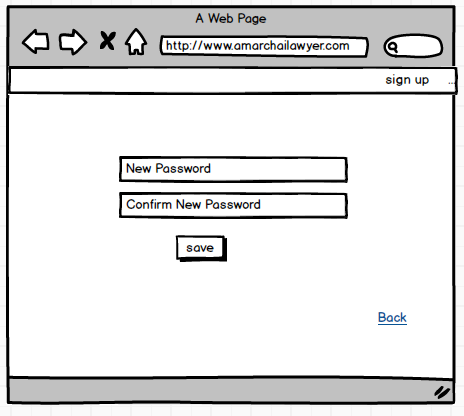 A Web Page
http://www.amarchailawyer.com
sign up ...
New Password
Confirm New Password
save
Back